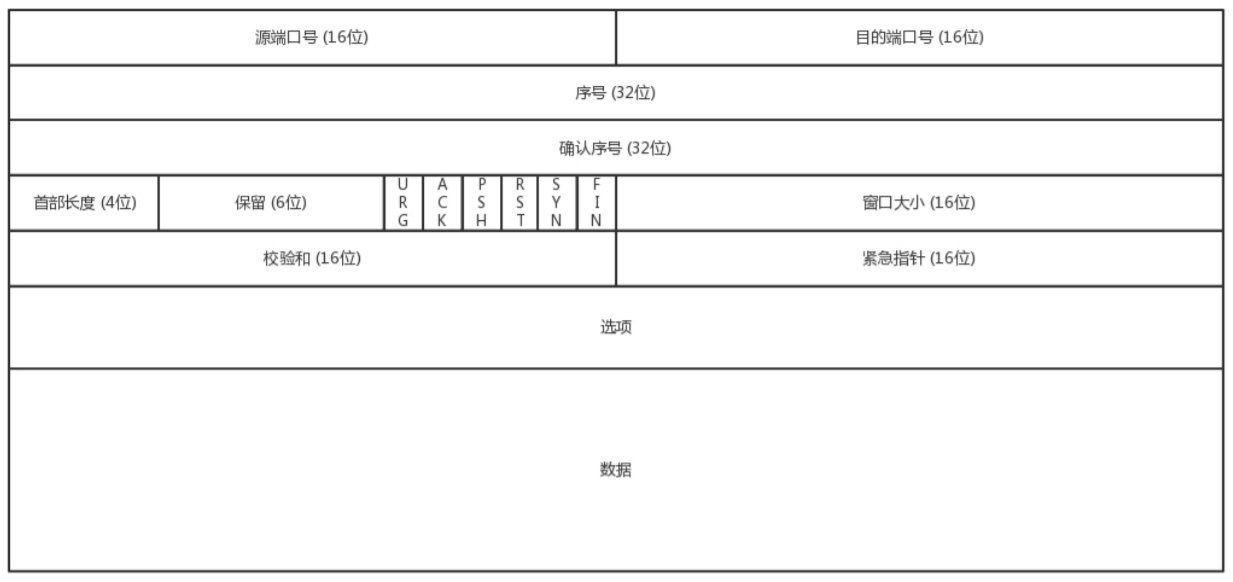 源端口号 (16位) 目的端口号 (16位)
序号 (32位)
确认序号 (32位)
首部长度 (4位) 保留 (6位) URG ACK PSH RST SYN FIN 窗口大小 (16位)
校验和 (16位) 紧急指针 (16位)
选项
数据